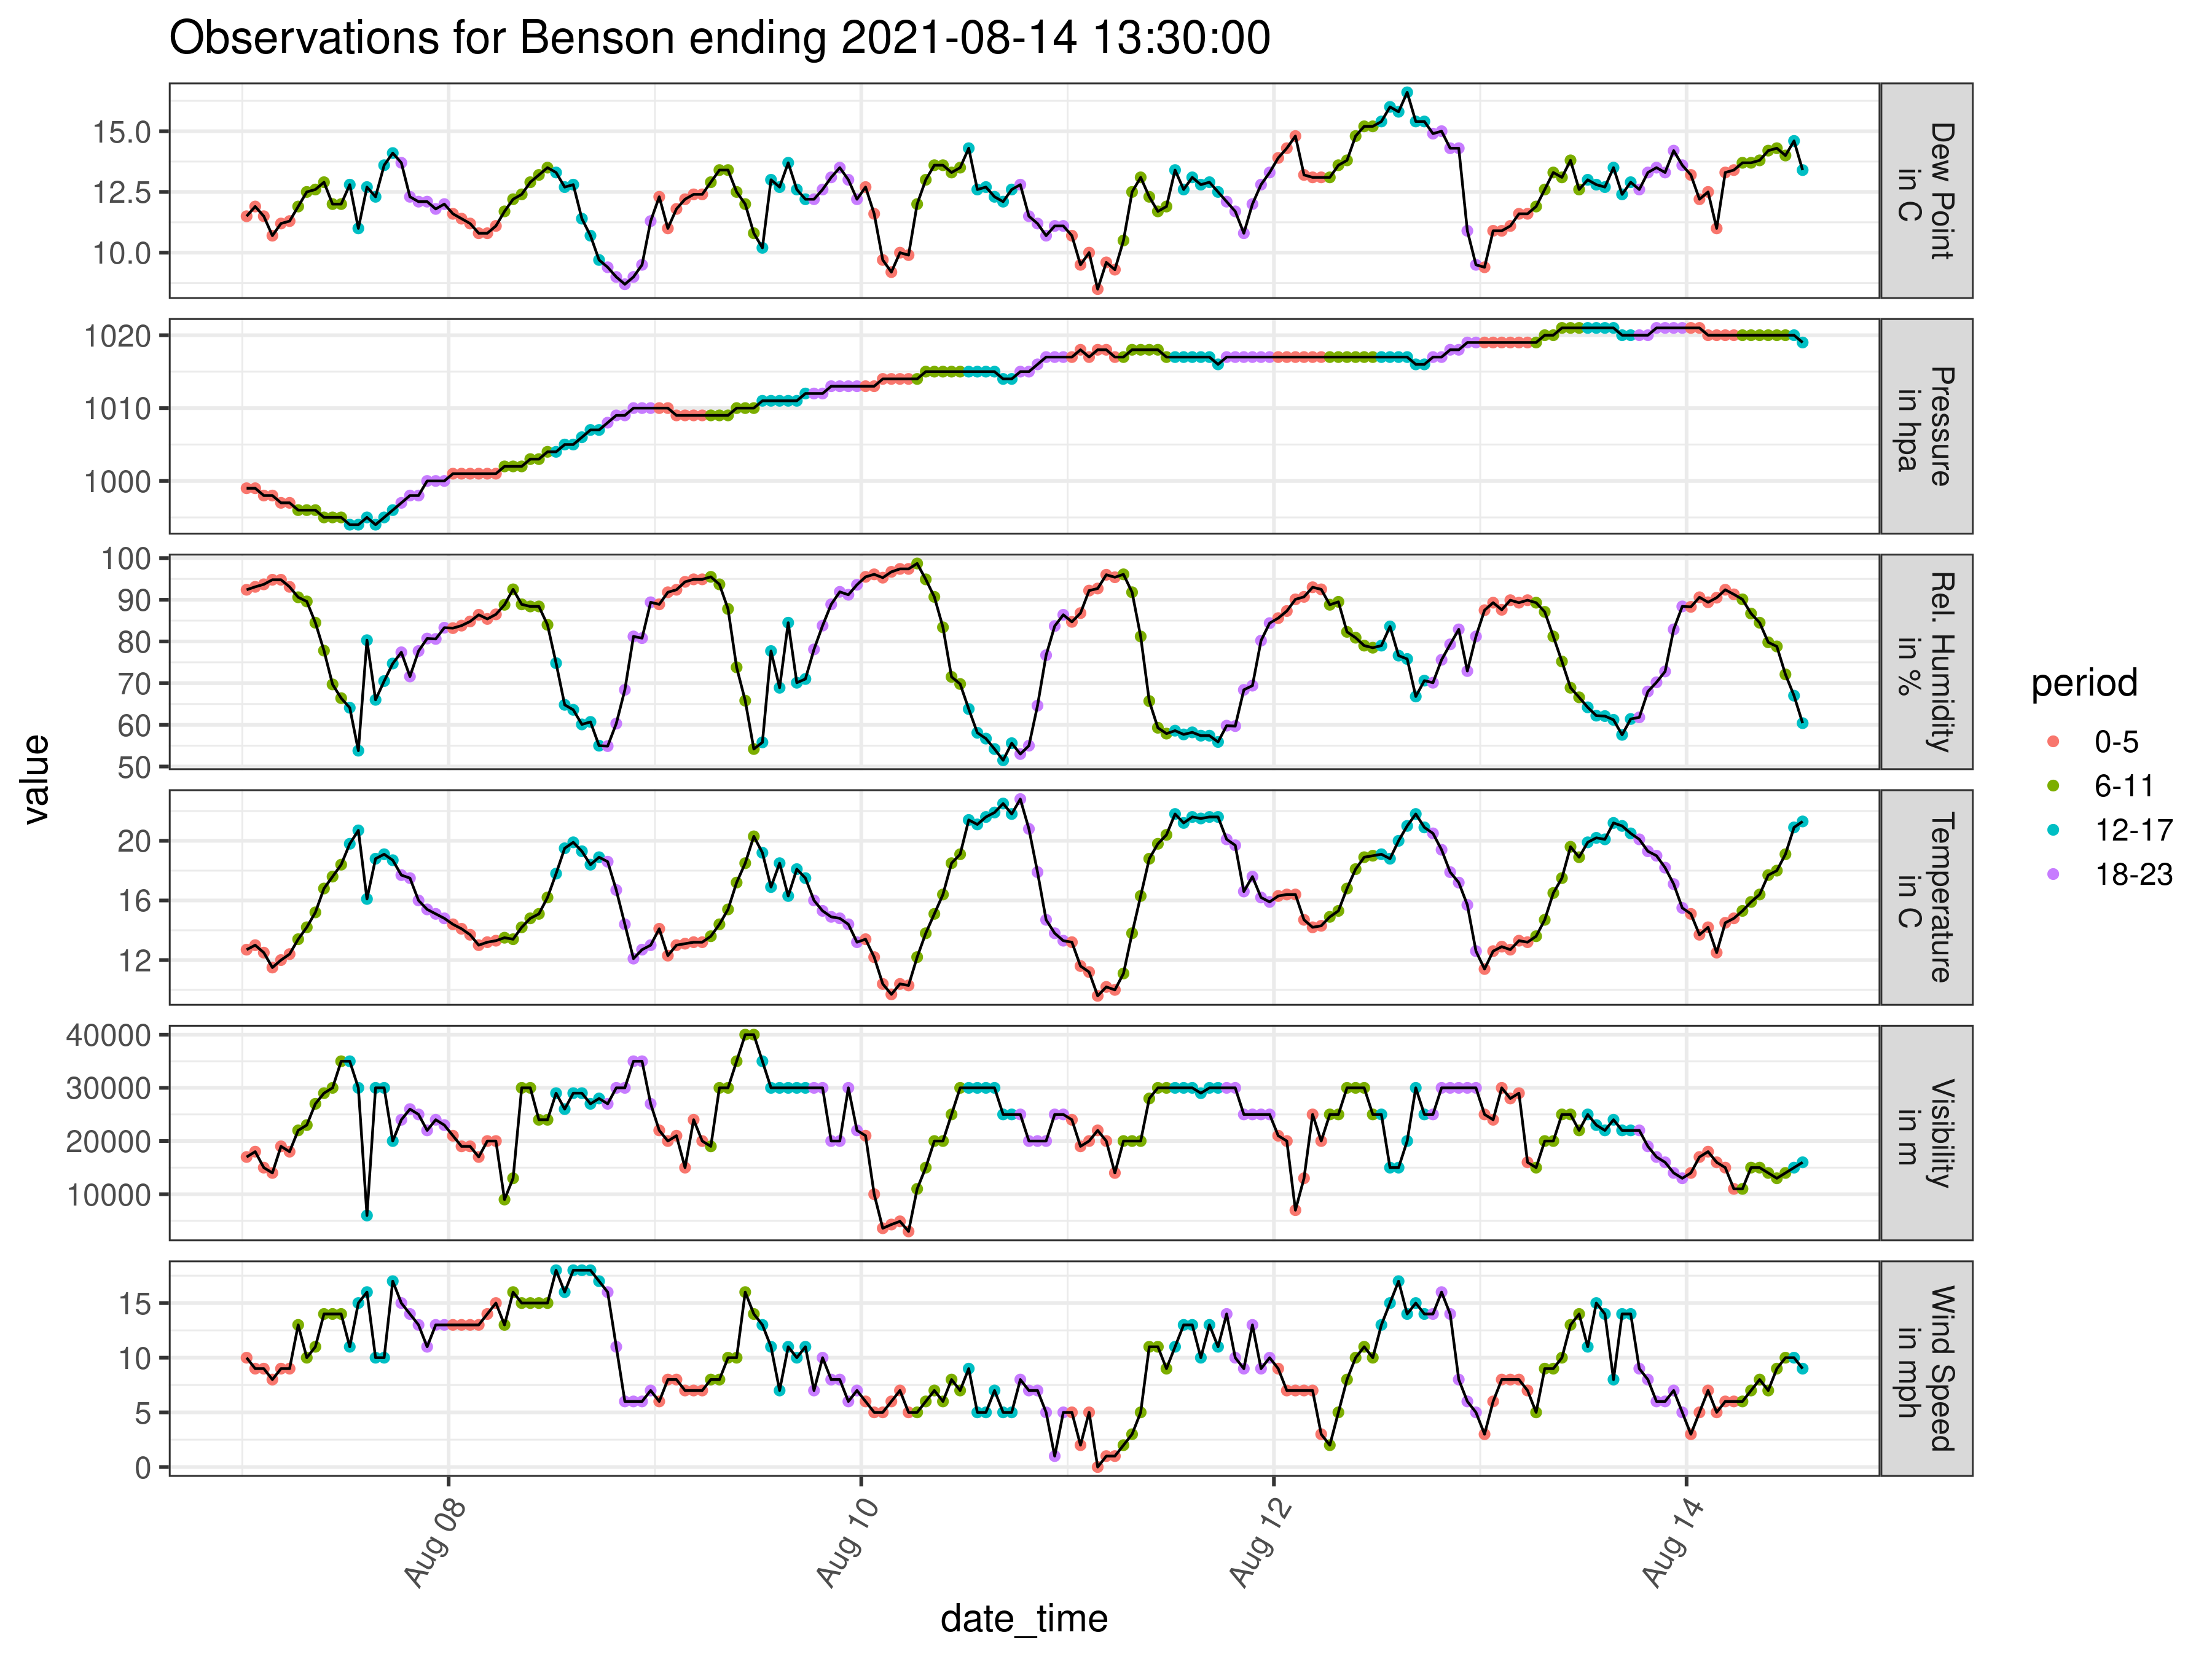 Observations for Benson ending 2021-08-14 13:30:00
value
15.0
12.5
10.0
Dew Point
in C
1020
1010
1000
Pressure
in hpa
100
90
80
70
60
50
Rel. Humidity
in %
20
16
12
Temperature
in C
40000
30000
20000
10000
Visibility
in m
15
10
5
0
Wind Speed
in mph
Aug 08
Aug 10
Aug 12
Aug 14
date_time
period
0-5
6-11
12-17
18-23